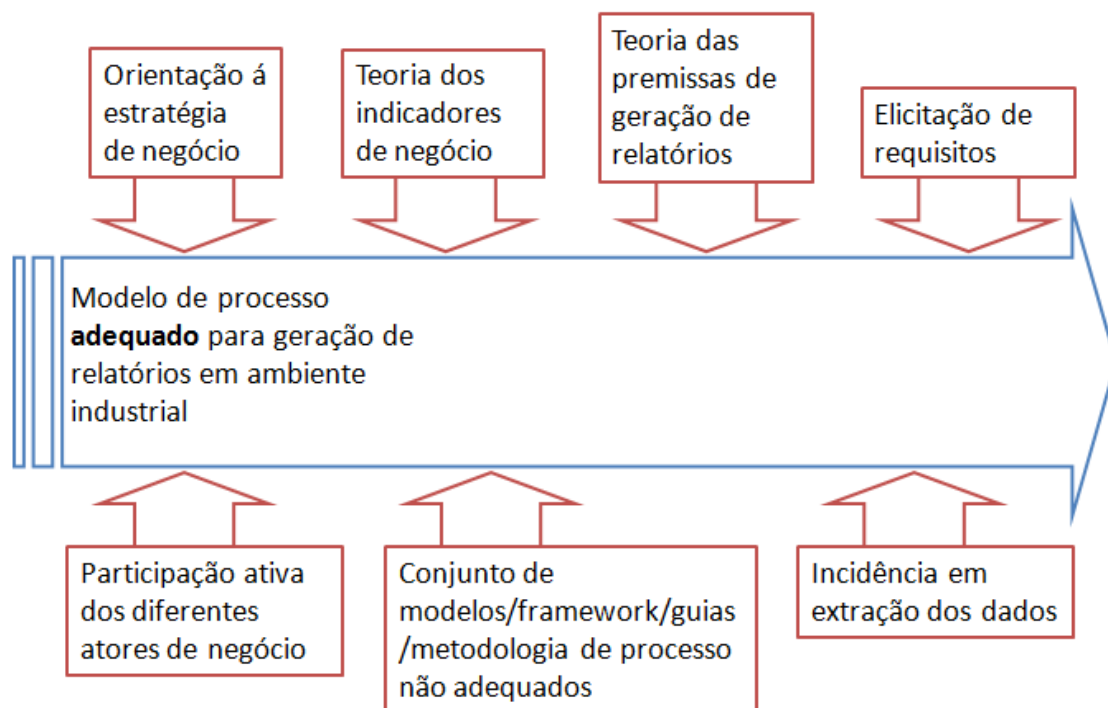 Orientação á
estratégia
de negócio
Teoria dos
indicadores
de negócio
Teoria das
premissas de
geração de
relatórios
Elicitação de
requisitos
Modelo de processo
adequado para geração de
relatórios em ambiente
industrial
Participação ativa
dos diferentes
atores de negócio
Conjunto de
modelos/framework/guias
/metodologia de processo
não adequados
Incidência em
extração dos dados